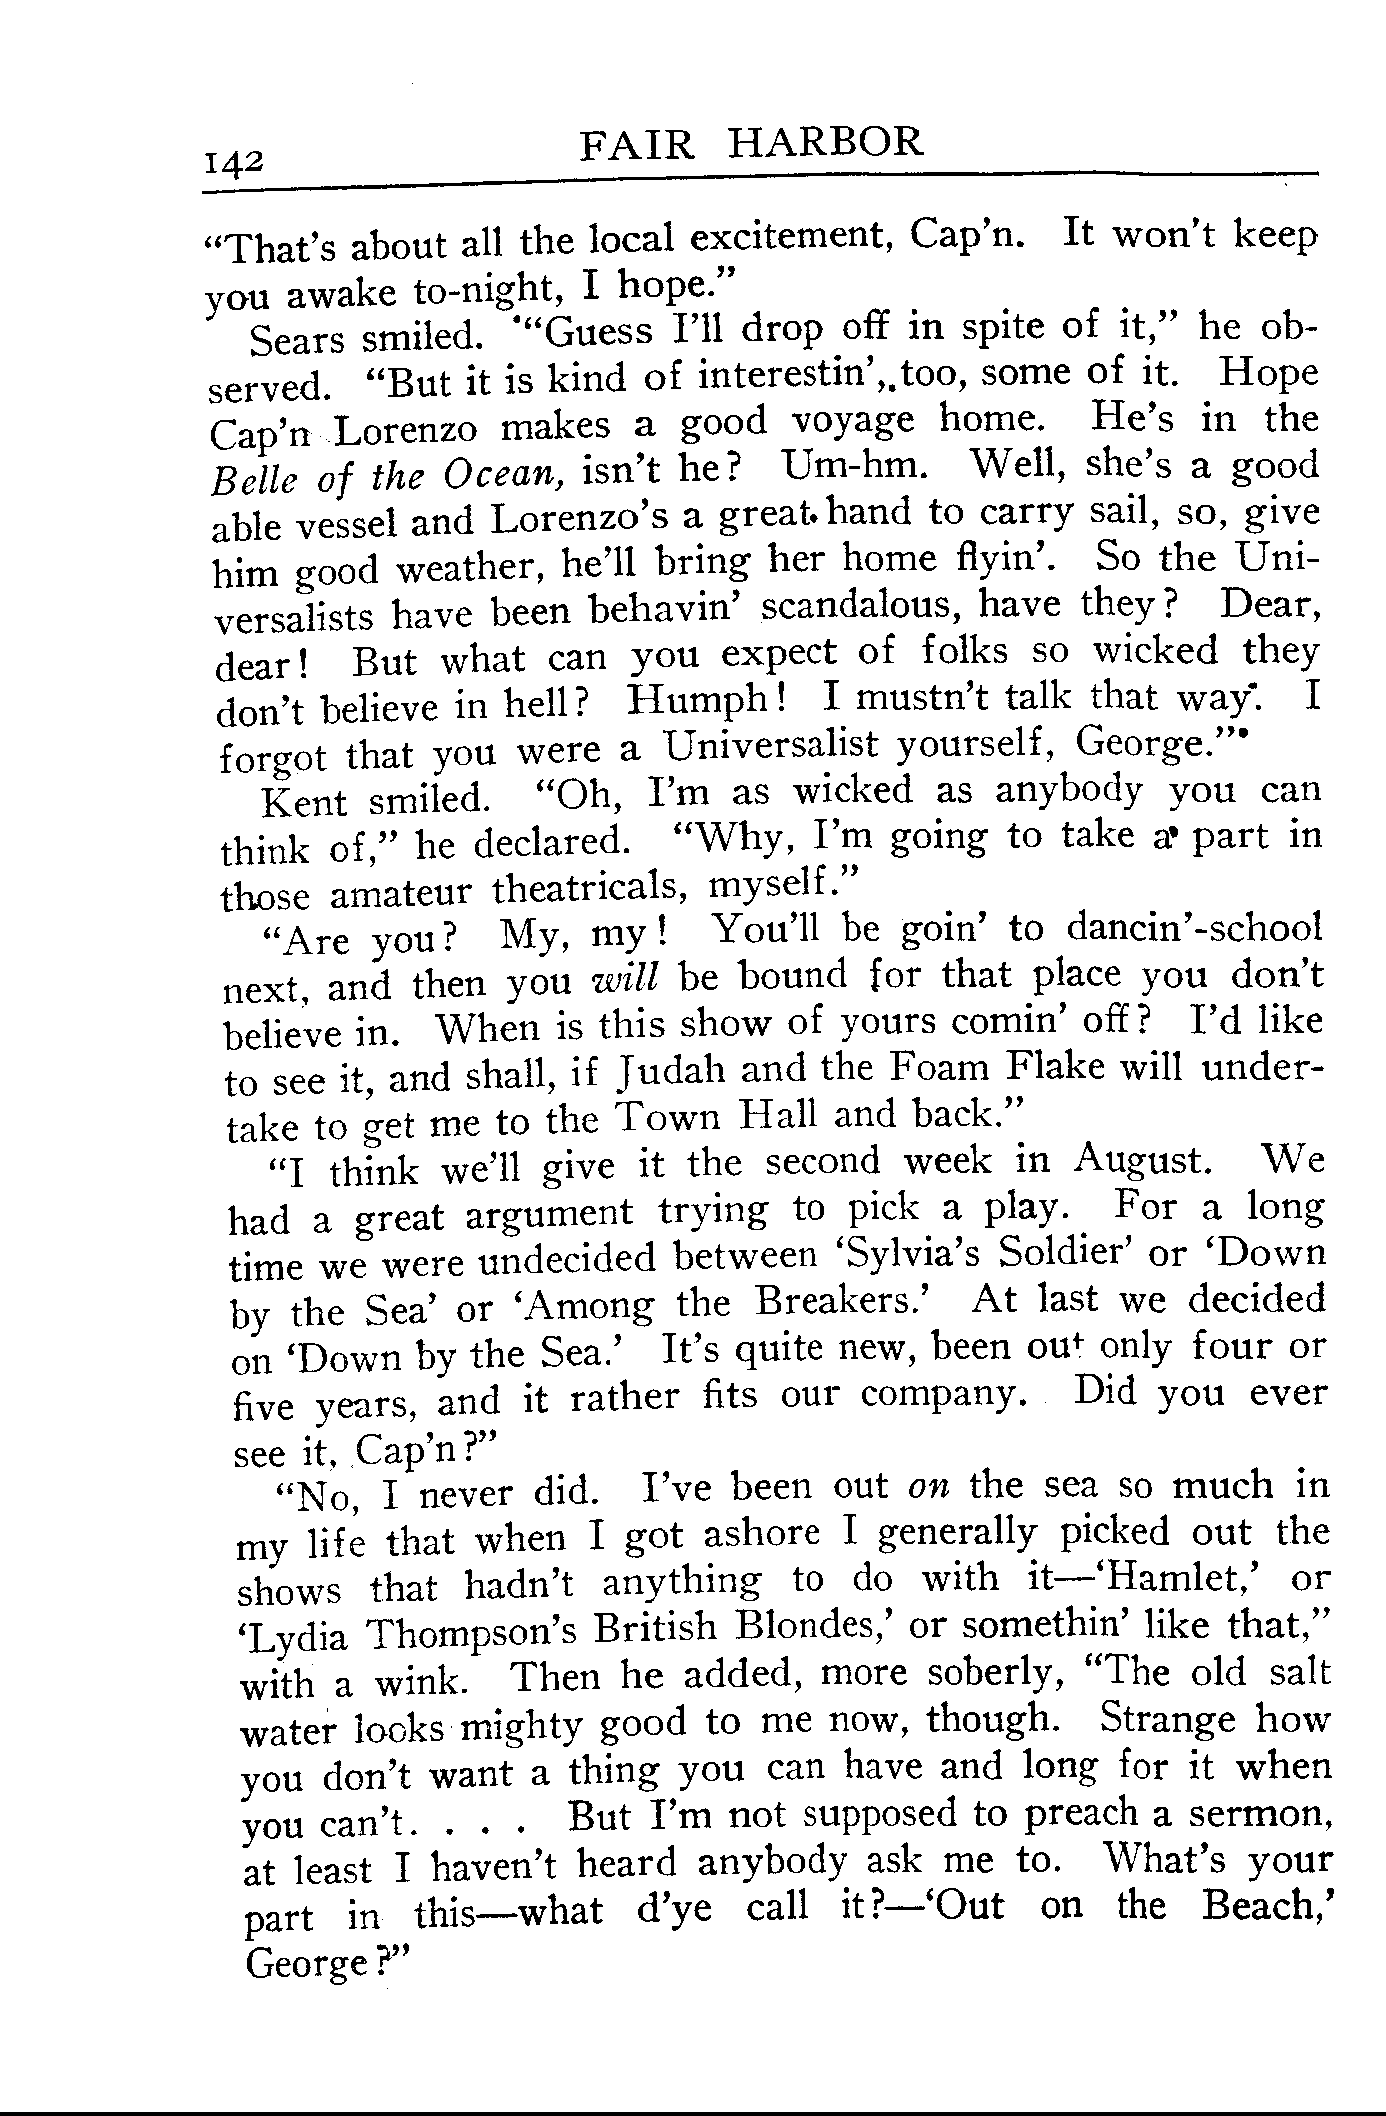 142
FAIR HARBOR
“That’s about all the local excitement, Cap’n. It won’t keep
you awake to-night, I hope.”
Sears smiled. “Guess I’ll drop off in spite of it,” he ob-
served. “But it is kind of interestin’, too, some of it. Hope
Cap’n Lorenzo makes a good voyage home. He’s in the
Belle of the Ocean, isn’t he? Um-hm. Well, she’s a good
able vessel and Lorenzo’s a great hand to carry sail, so, give
him good weather, he’ll bring her home flyin’. So the Uni-
versalists have been behavin’ scandalous, have they? Dear,
dear! But what can you expect of folks so wicked they
don’t believe in hell? Humph! I mustn’t talk that way. I
forgot that you were a Universalist yourself, George.”
Kent smiled. “Oh, I’m as wicked as anybody you can
think of,” he declared. “Why, I’m going to take a part in
those amateur theatricals, myself.”
“Are you? My, my! You’ll be goin’ to dancin’-school
next, and then you will be bound for that place you don’t
believe in. When is this show of yours comin’ off? I’d like
to see it, and shall, if Judah and the Foam Flake will under-
take to get me to the Town Hall and back.”
“I think we’ll give it the second week in August. We
had a great argument trying to pick a play. For a long
time we were undecided between ‘Sylvia’s Soldier’ or ‘Down
by the Sea’ or ‘Among the Breakers.’ At last we decided
on ‘Down by the Sea.’ It’s quite new, been out only four or
five years, and it rather fits our company. Did you ever
see it, Cap’n?”
“No, I never did. I’ve been out on the sea so much in
my life that when I got ashore I generally picked out the
shows that hadn’t anything to do with it—‘Hamlet,’ or
‘Lydia Thompson’s British Blondes,’ or somethin’ like that,”
with a wink. Then he added, more soberly, “The old salt
water looks mighty good to me now, though. Strange how
you don’t want a thing you can have and long for it when
you can’t. . . . But I’m not supposed to preach a sermon,
at least I haven’t heard anybody ask me to. What’s your
part in this—what d’ye call it?—‘Out on the Beach,’
George?”